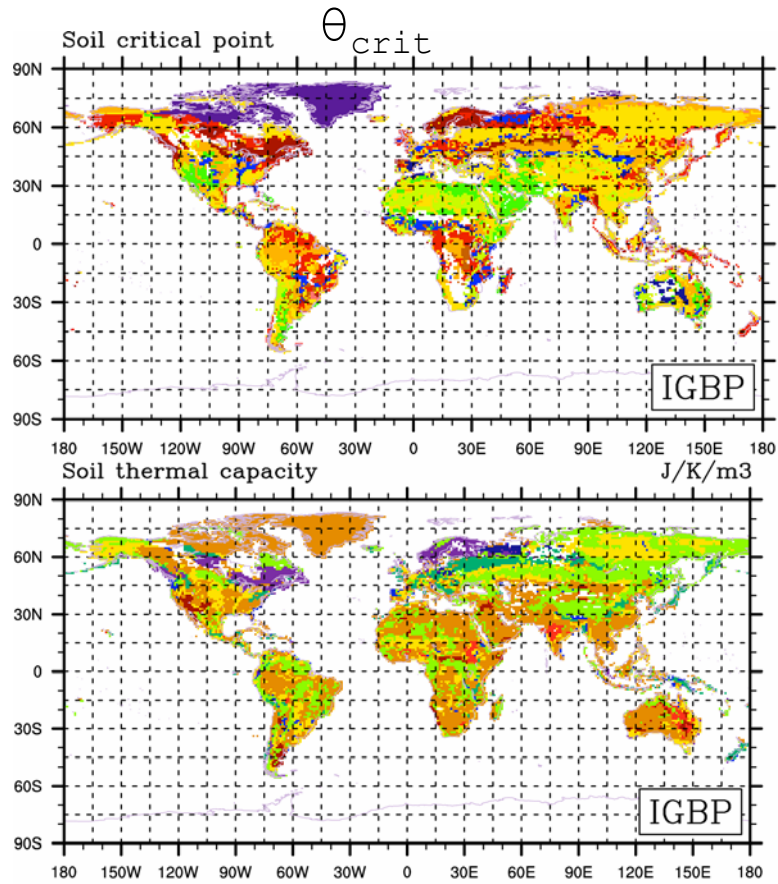 θcrit
Soil critical point
90N
60N
30N
0
30S
60S
90S
IGBP
180 150W 120W 90W 60W 30W 0 30E 60E 90E 120E 150E 180
Soil thermal capacity J/K/m3
90N
60N
30N
0
30S
60S
90S
IGBP
180 150W 120W 90W 60W 30W 0 30E 60E 90E 120E 150E 180